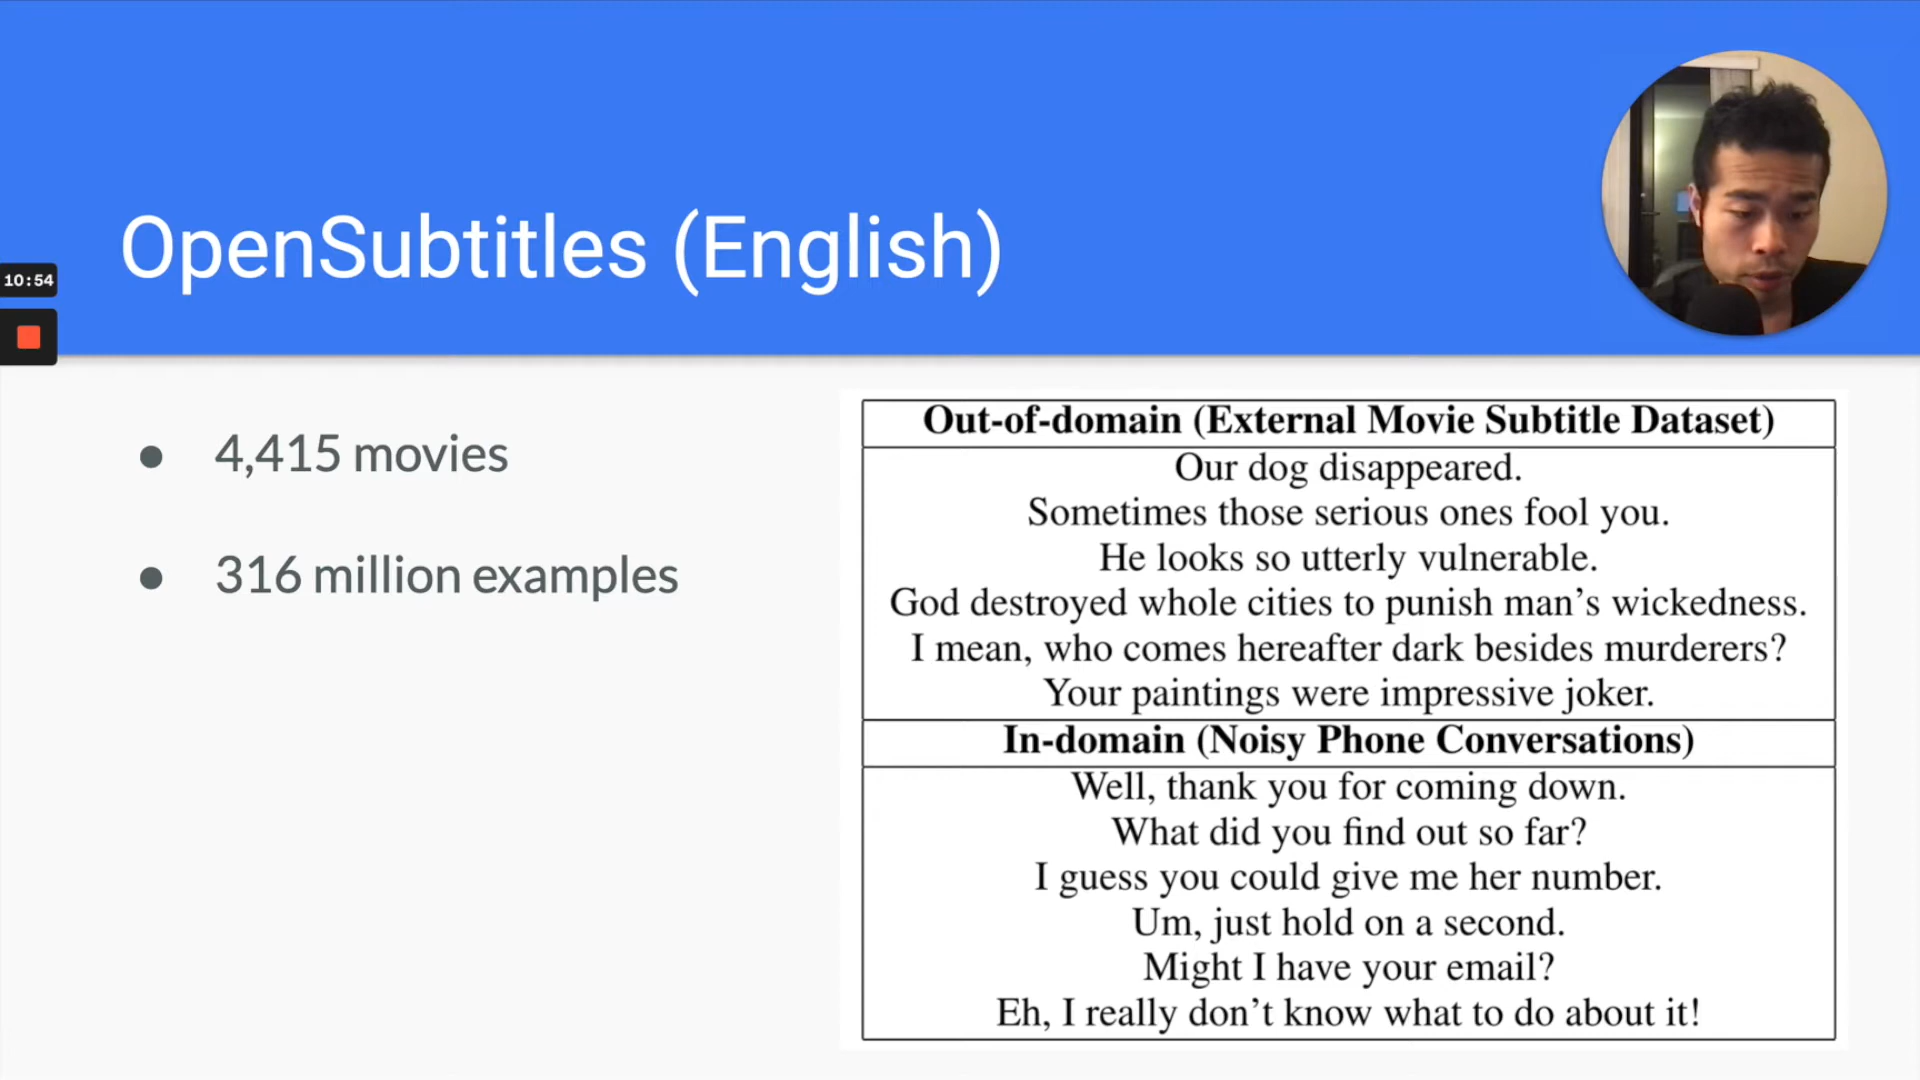 OpenSubtitles (English)
10:54
4,415 movies
316 million examples
Out-of-domain (External Movie Subtitle Dataset)
Our dog disappeared.
Sometimes those serious ones fool you.
He looks so utterly vulnerable.
God destroyed whole cities to punish man's wickedness.
I mean, who comes hereafter dark besides murderers?
Your paintings were impressive joker.
In-domain (Noisy Phone Conversations)
Well, thank you for coming down.
What did you find out so far?
I guess you could give me her number.
Um, just hold on a second.
Might I have your email?
Eh, I really don't know what to do about it!